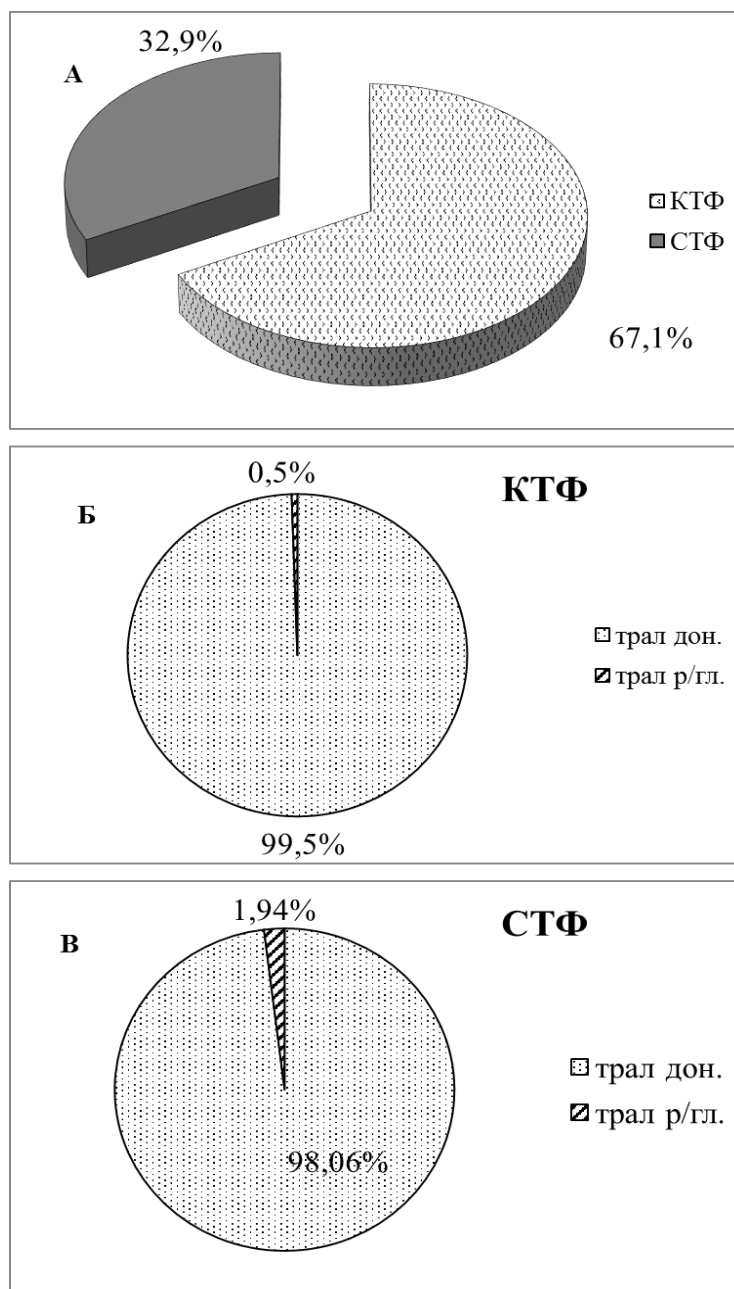 32,9%
А
КТФ
СТФ
67,1%
0,5%
КТФ
Б
трал дон.
трал р/гл.
99,5%
1,94%
СТФ
В
трал дон.
трал р/гл.
98,06%